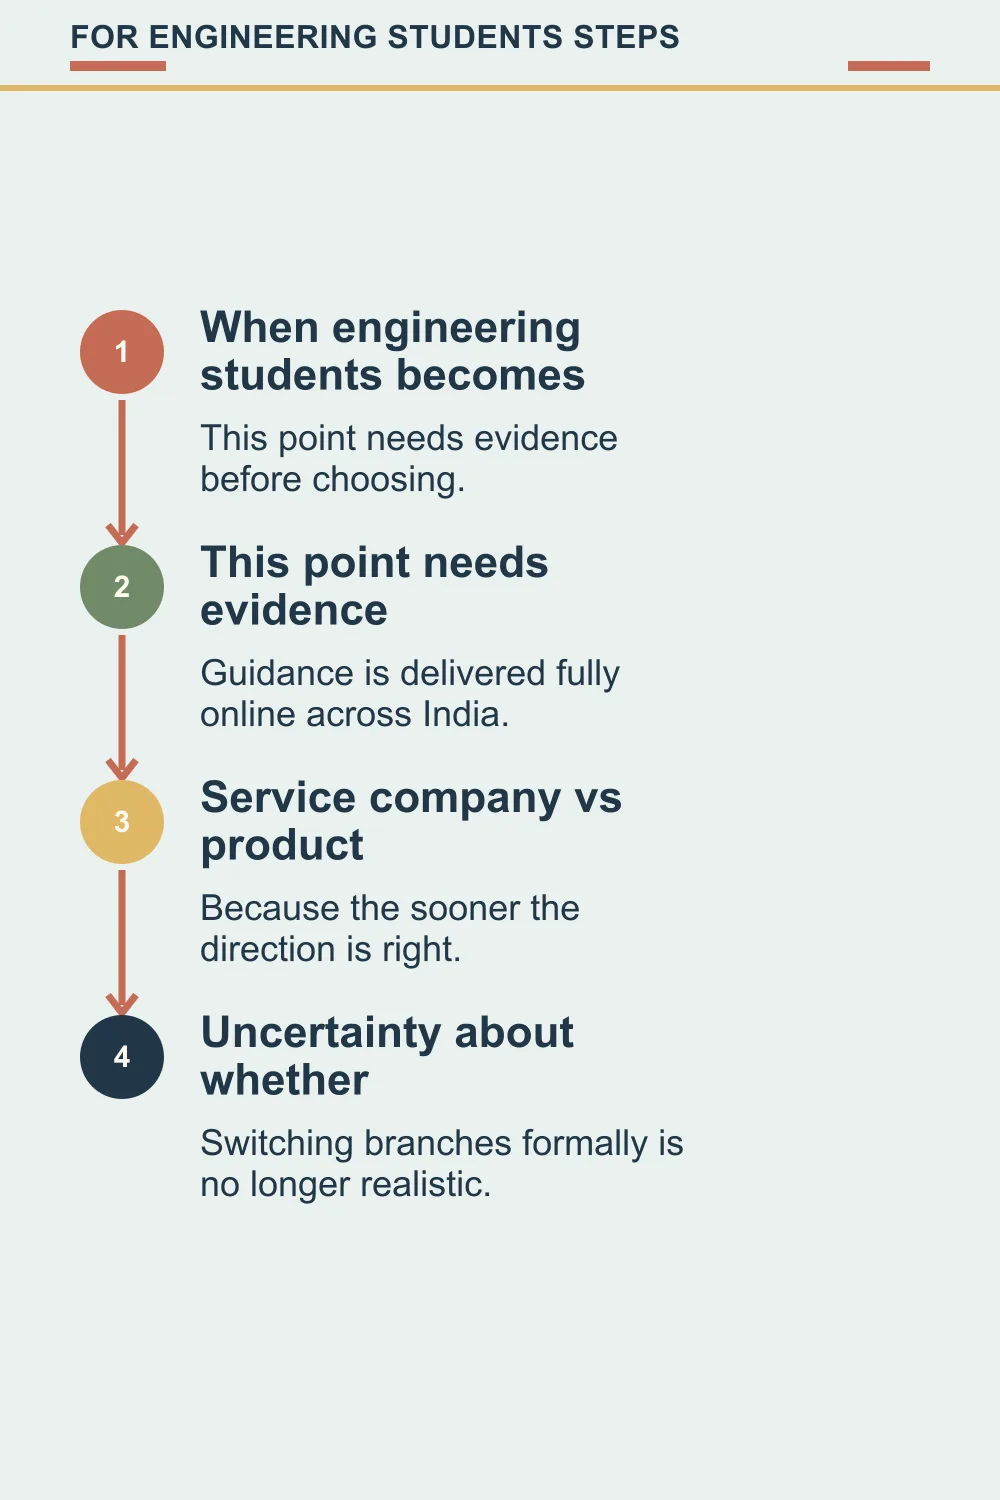 FOR ENGINEERING STUDENTS STEPS
1
When engineering
students becomes
This point needs evidence
before choosing.
2
This point needs
evidence
Guidance is delivered fully
online across India.
3
Service company vs
product
Because the sooner the
direction is right.
4
Uncertainty about
whether
Switching branches formally is
no longer realistic.